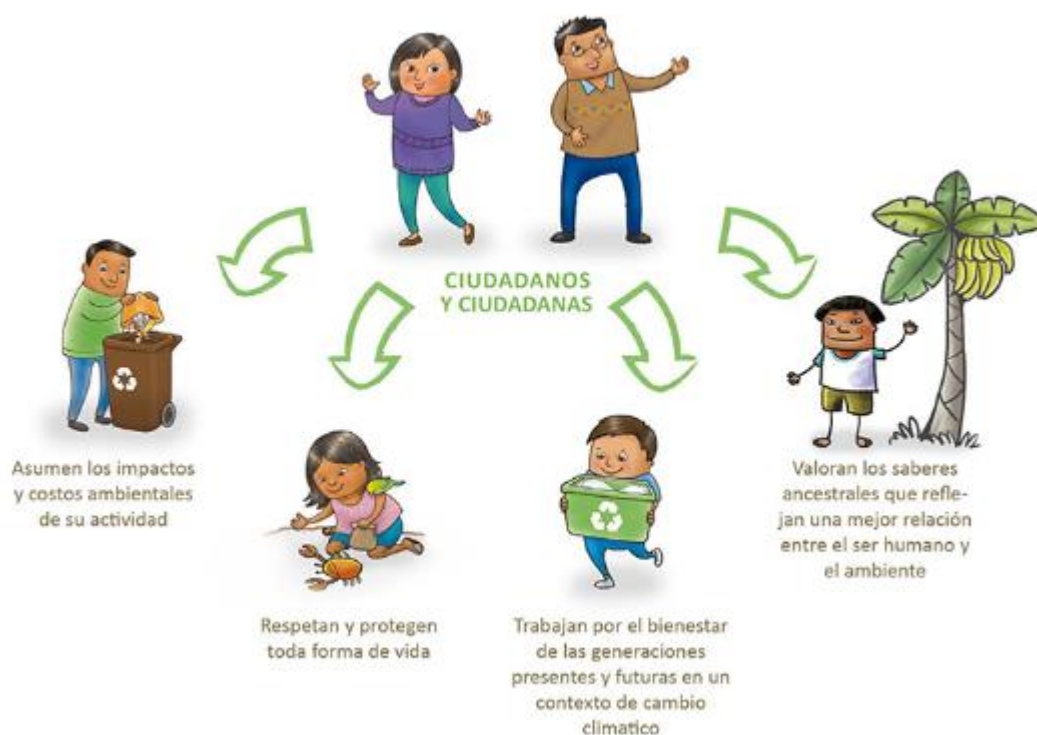 CIUDADANOS
Y CIUDADANAS
Asumen los impactos
y costos ambientales
de su actividad
Respetan y protegen
toda forma de vida
Trabajan por el bienestar
de las generaciones
presentes y futuras en un
contexto de cambio
climatico
Valoran los saberes
ancestrales que refle-
jan una mejor relación
entre el ser humano y
el ambiente